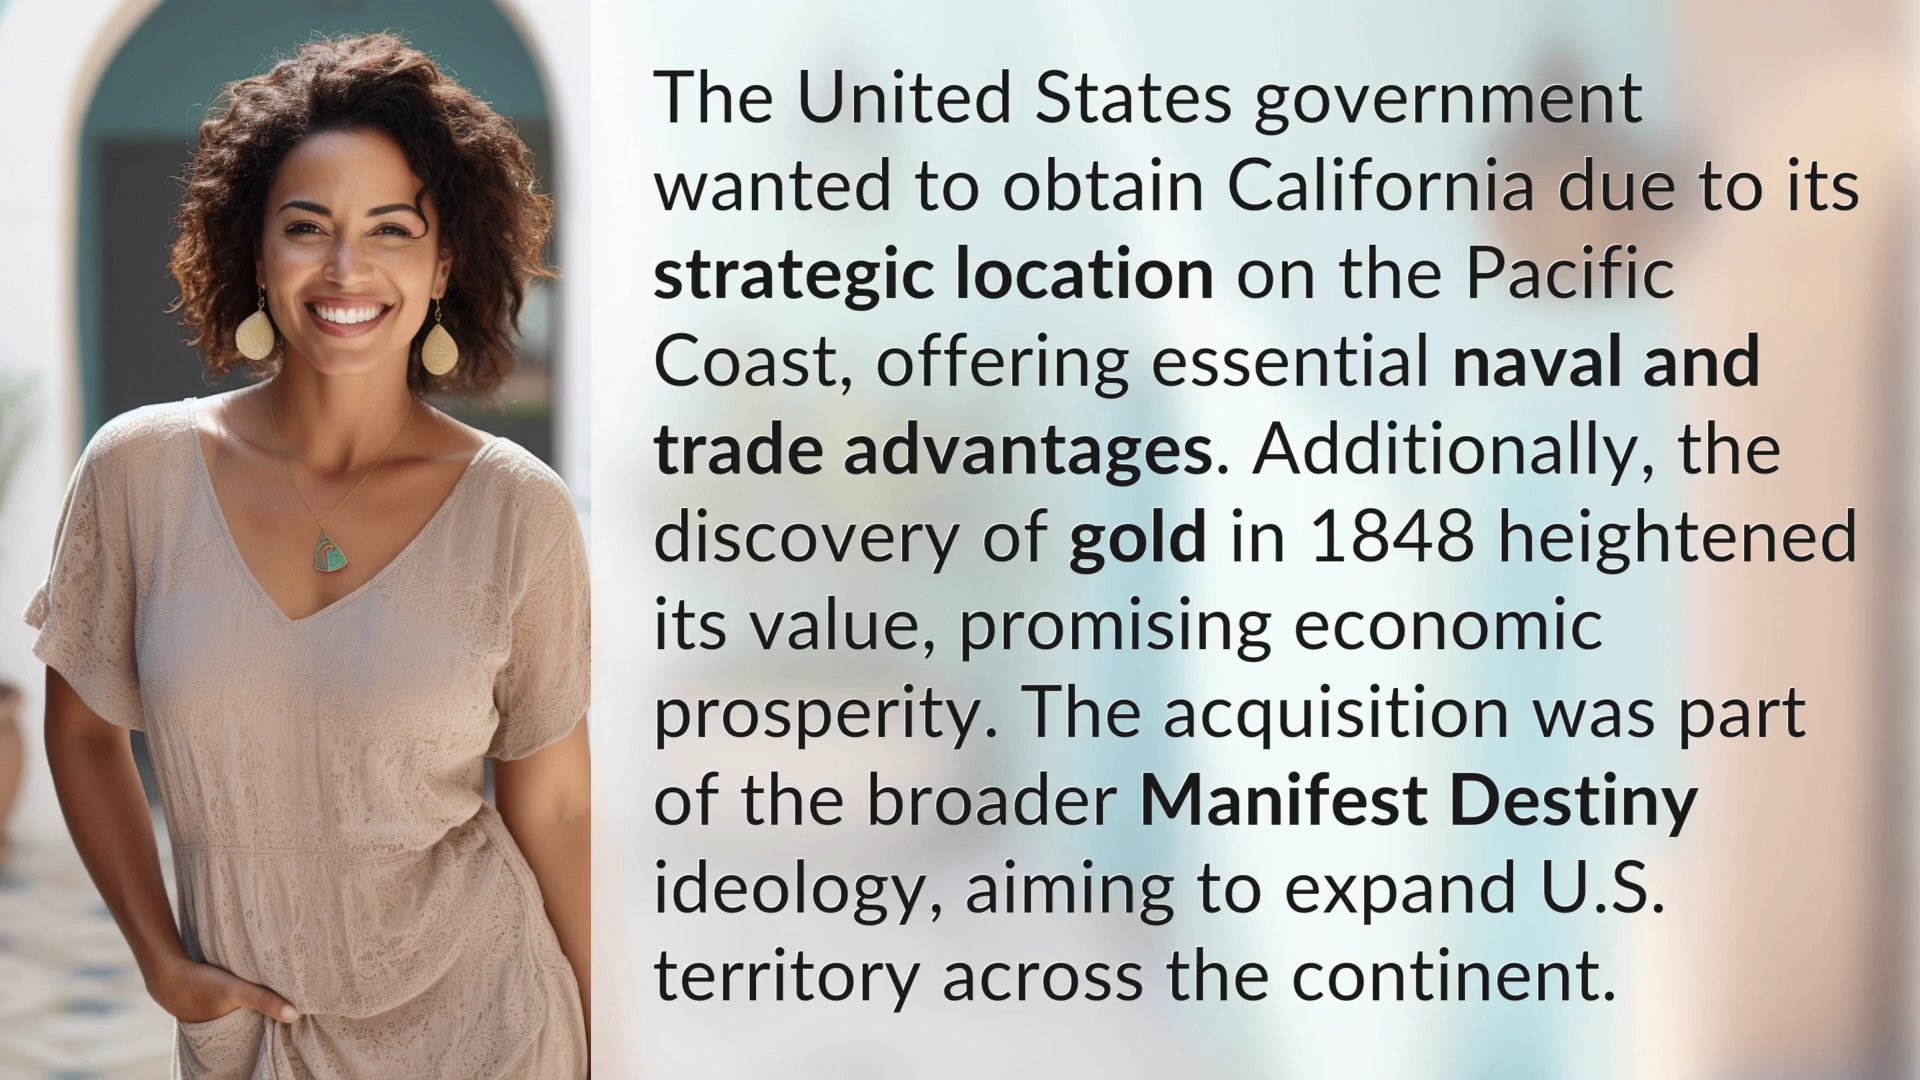 The United States government
wanted to obtain California due to its
strategic location on the Pacific
Coast, offering essential naval and
trade advantages. Additionally, the
discovery of gold in 1848 heightened
its value, promising economic
prosperity. The acquisition was part
of the broader Manifest Destiny
ideology, aiming to expand U.S.
territory across the continent.